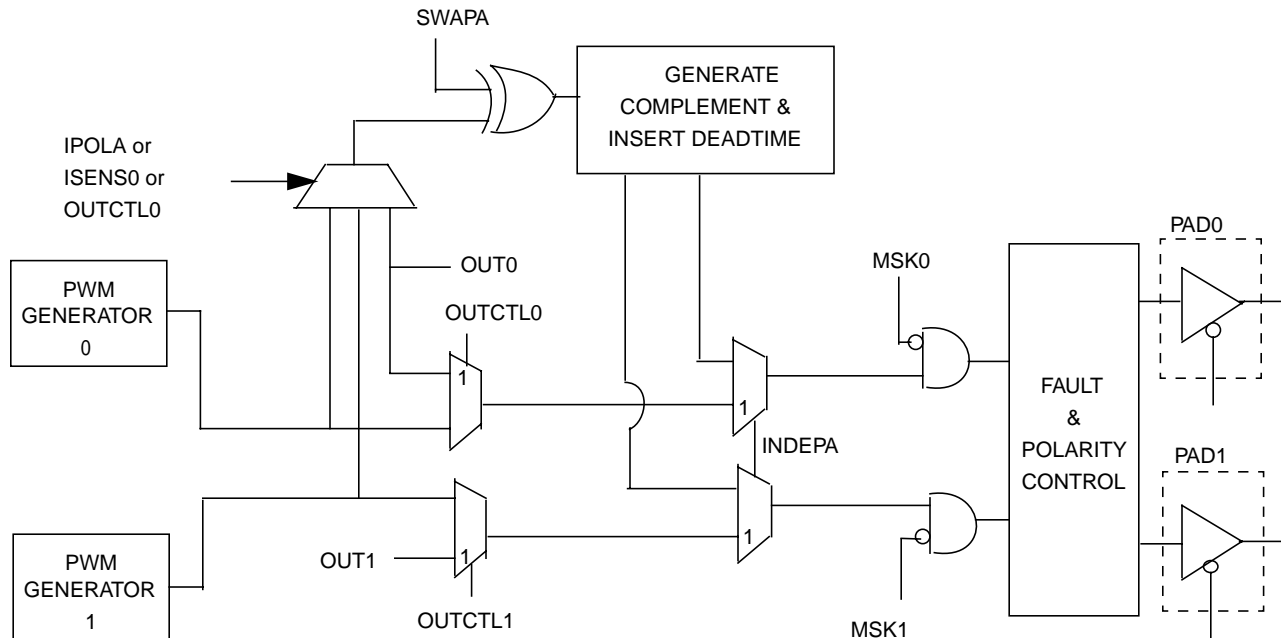 SWAPA
GENERATE
COMPLEMENT &
INSERT DEADTIME
IPOLA or
ISENS0 or
OUTCTL0
PAD0
OUT0
MSK0
PWM
GENERATOR
0
OUTCTL0
1
1
FAULT
&
POLARITY
CONTROL
INDEPA
PAD1
OUT1
1
1
PWM
GENERATOR
1
OUTCTL1
MSK1